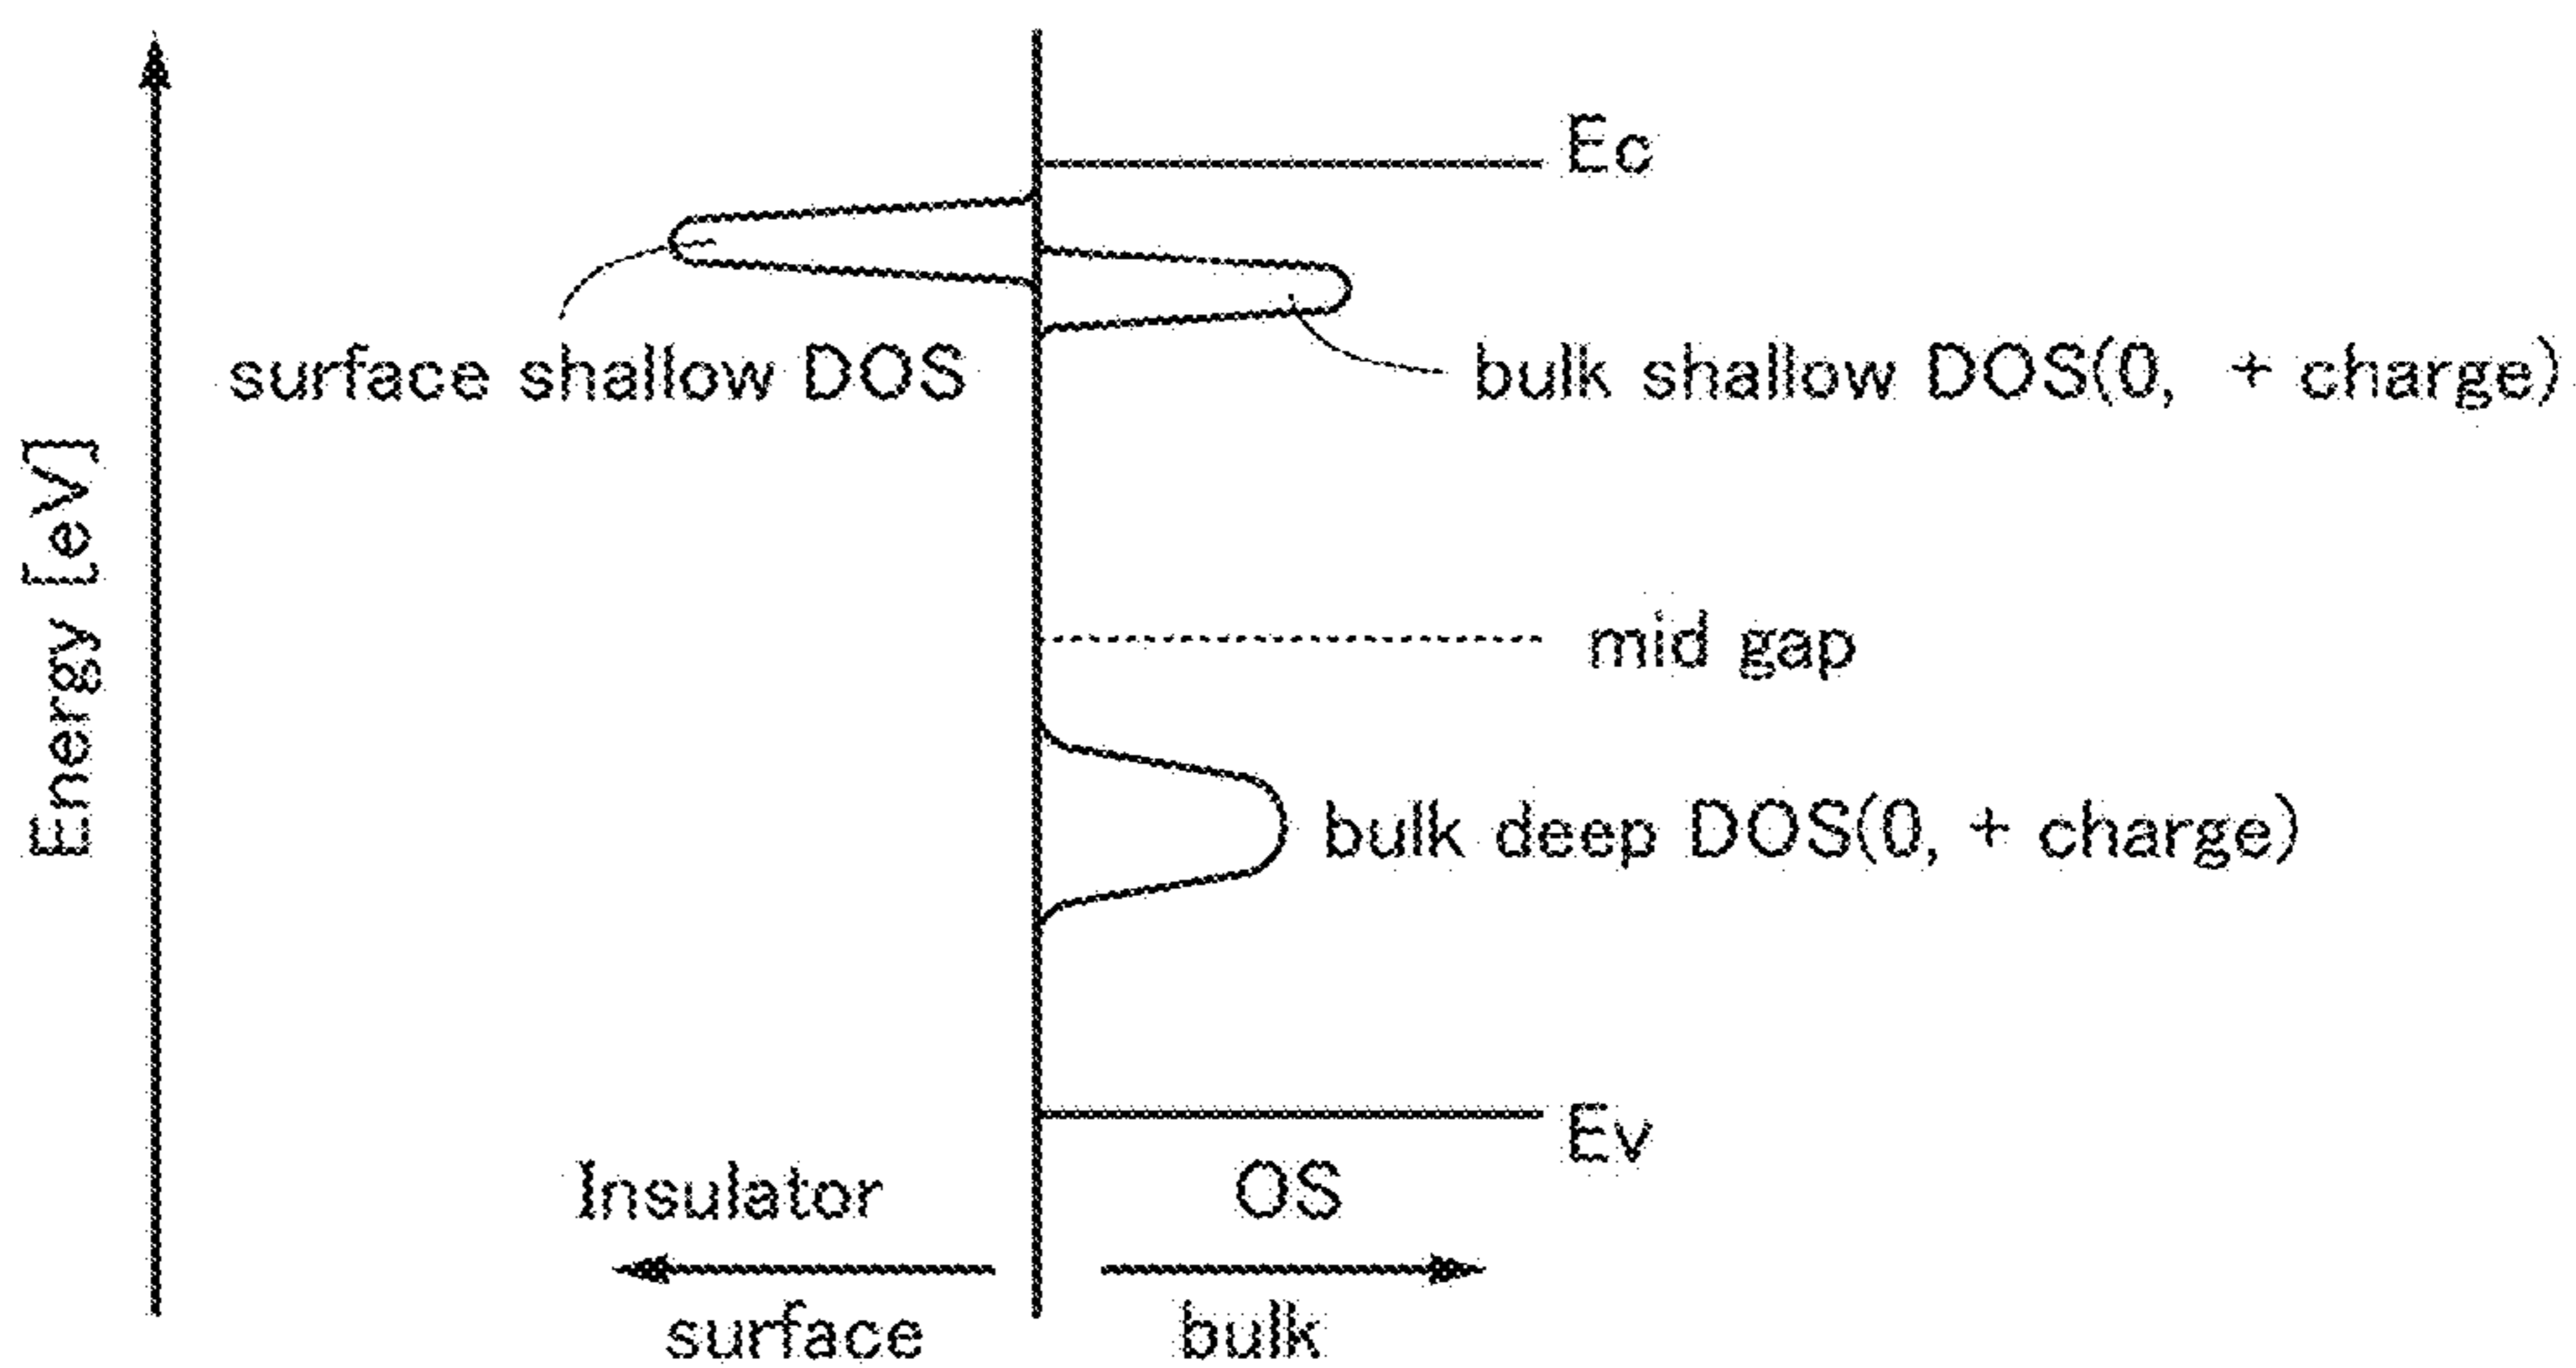 Ec
surface shallow DOS
bulk shallow DOS(0, + charge)
Energy [eV]
mid gap
bulk deep DOS(0, + charge)
Ev
Insulator
OS
surface
bulk